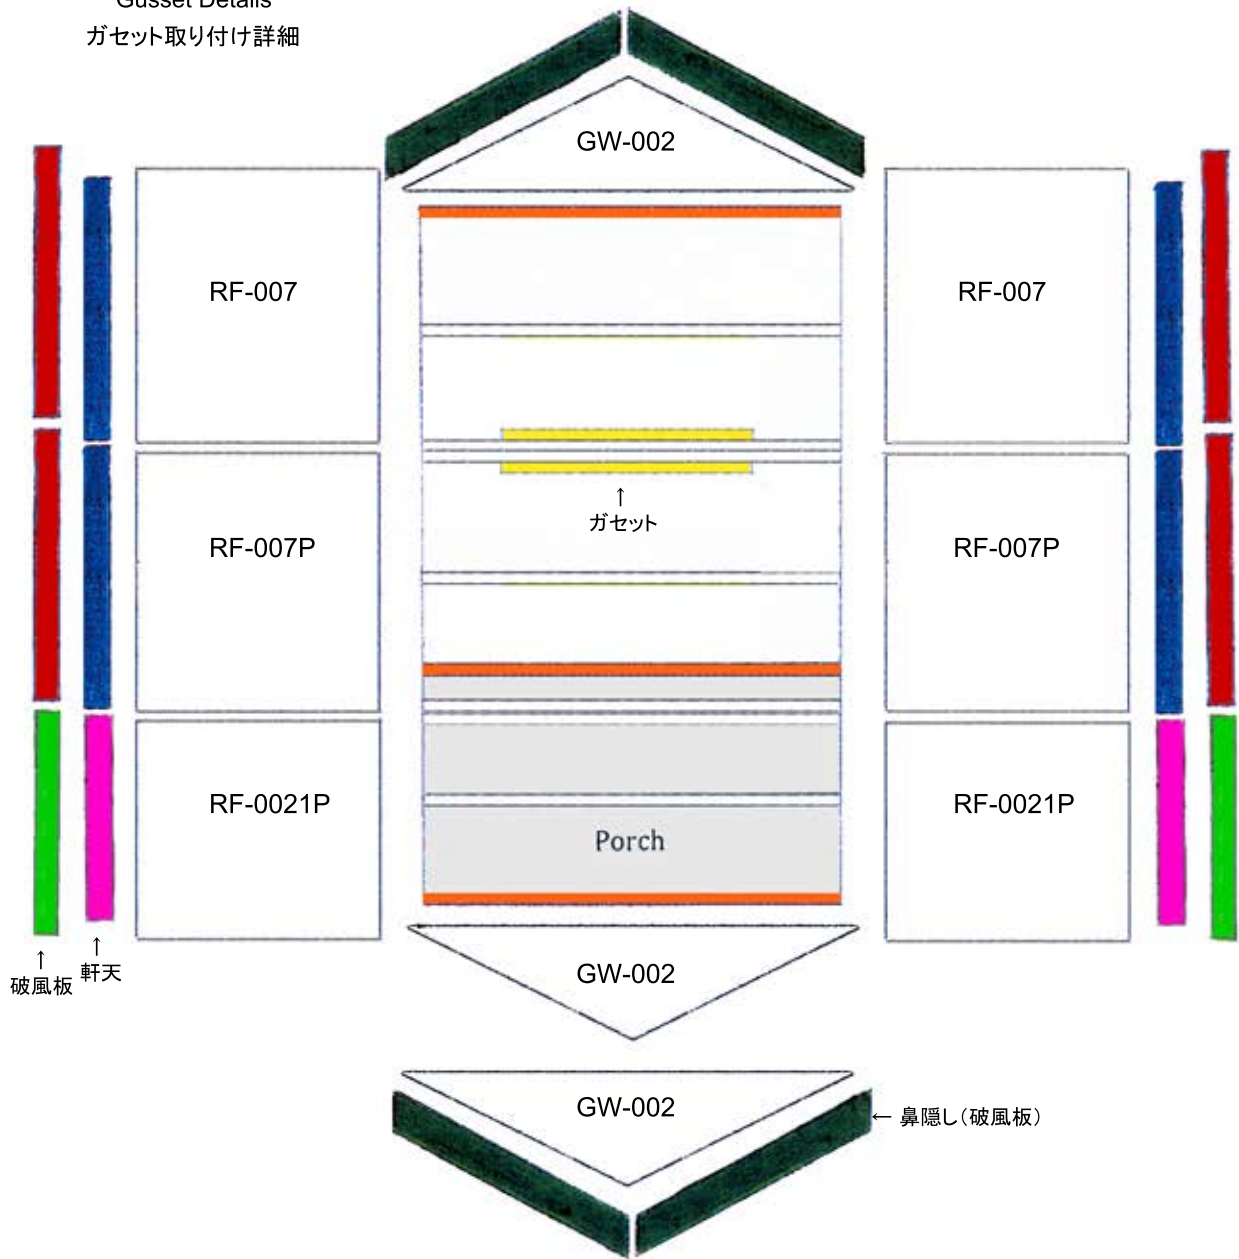 Gusset Details
ガセット取り付け詳細
GW-002
RF-007
RF-007
↑
ガセット
RF-007P
RF-007P
RF-0021P
Porch
RF-0021P
↑
破風板
↑
軒天
GW-002
GW-002
← 鼻隠し（破風板）